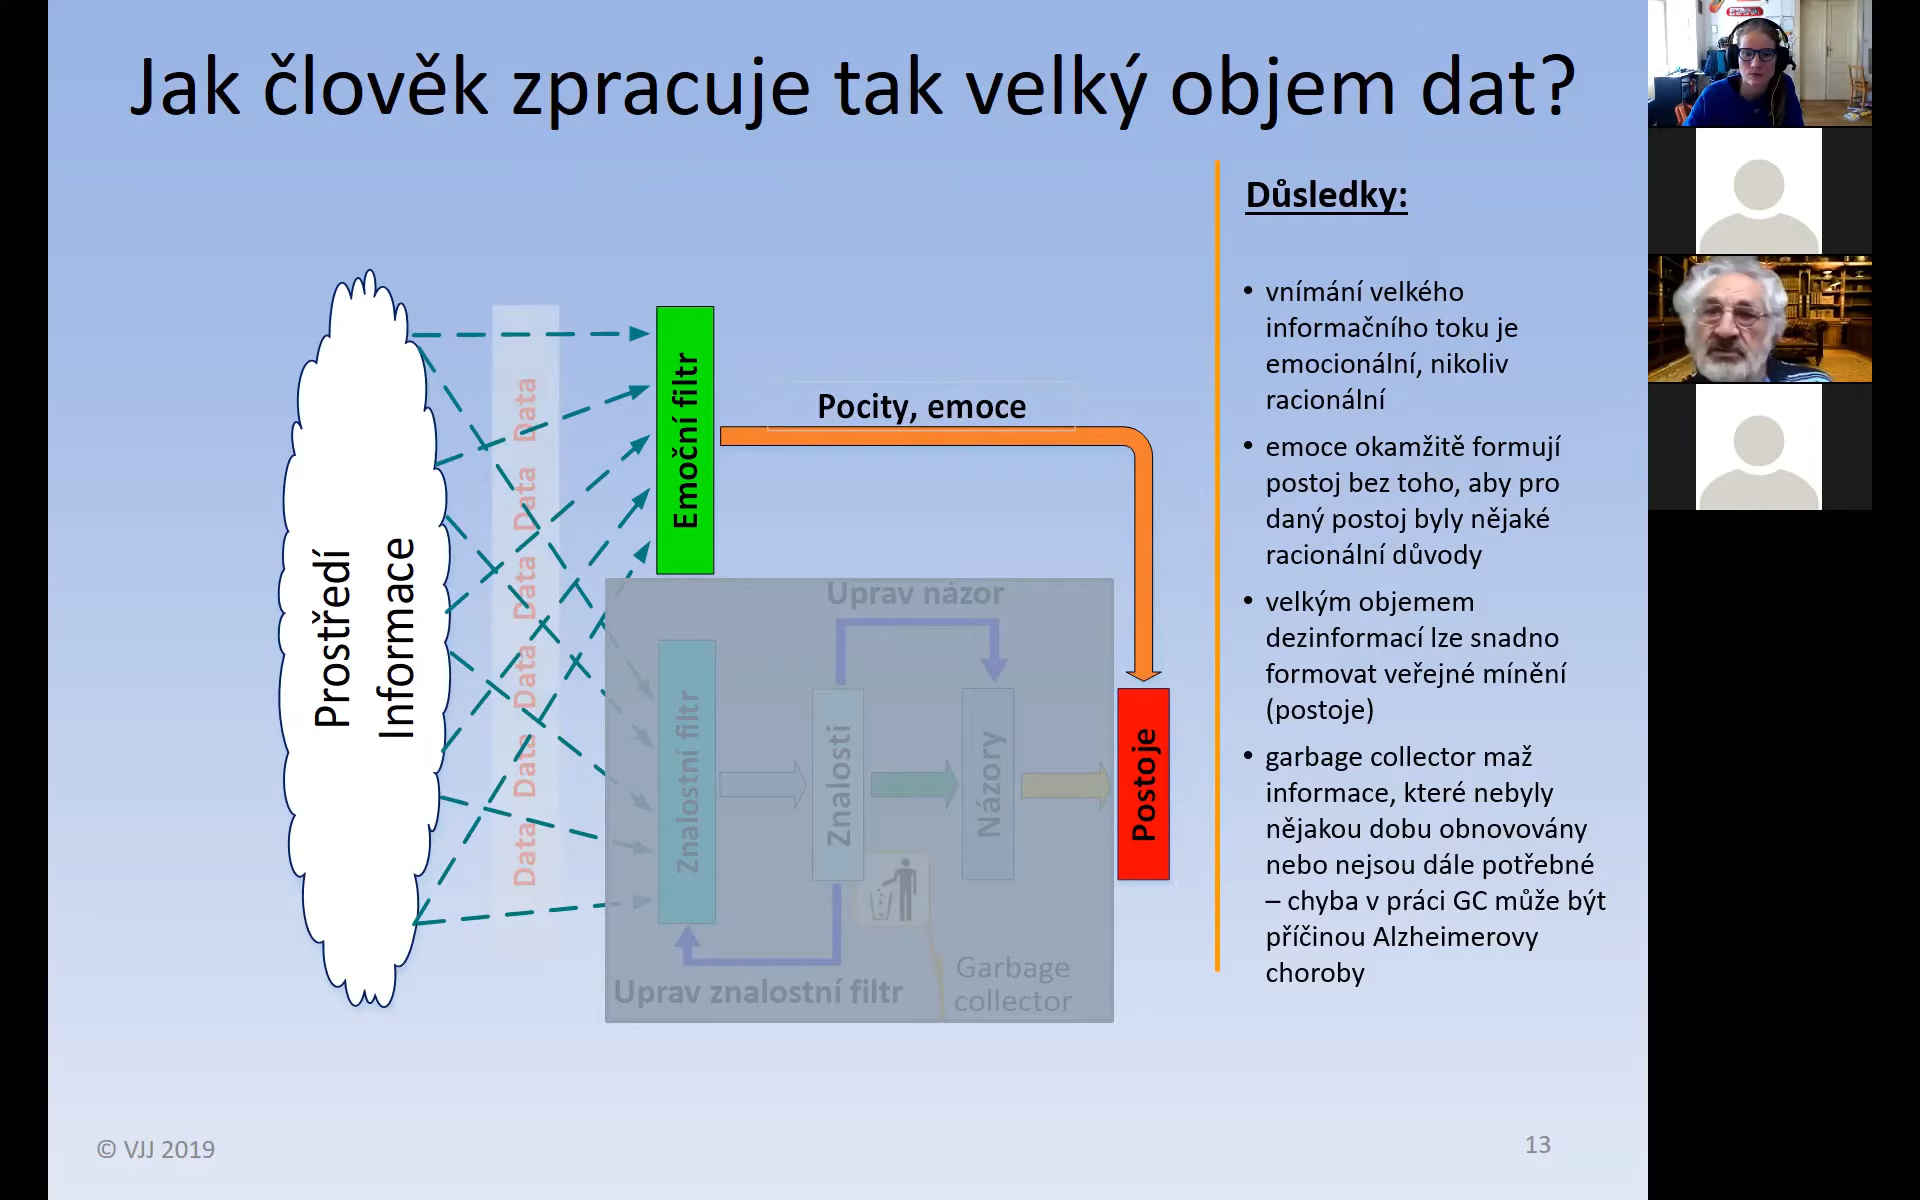 Jak člověk zpracuje tak velký objem dat?
Prostředí
Informace
Data
Data
Data
Data
Data
Data
Emoční filtr
Pocity, emoce
Uprav názor
Znalostní filtr
Znalosti
Názory
Postoje
Uprav znalostní filtr
Garbage
collector
Důsledky:
• vnímání velkého
informačního toku je
emocionální, nikoliv
racionální
• emoce okamžitě formují
postoj bez toho, aby pro
daný postoj byly nějaké
racionální důvody
• velkým objemem
dezinformací lze snadno
formovat veřejné mínění
(postoje)
• garbage collector maž
informace, které nebyly
nějakou dobu obnovovány
nebo nejsou dále potřebné
– chyba v práci GC může být
příčinou Alzheimerovy
choroby
© VJJ 2019
13